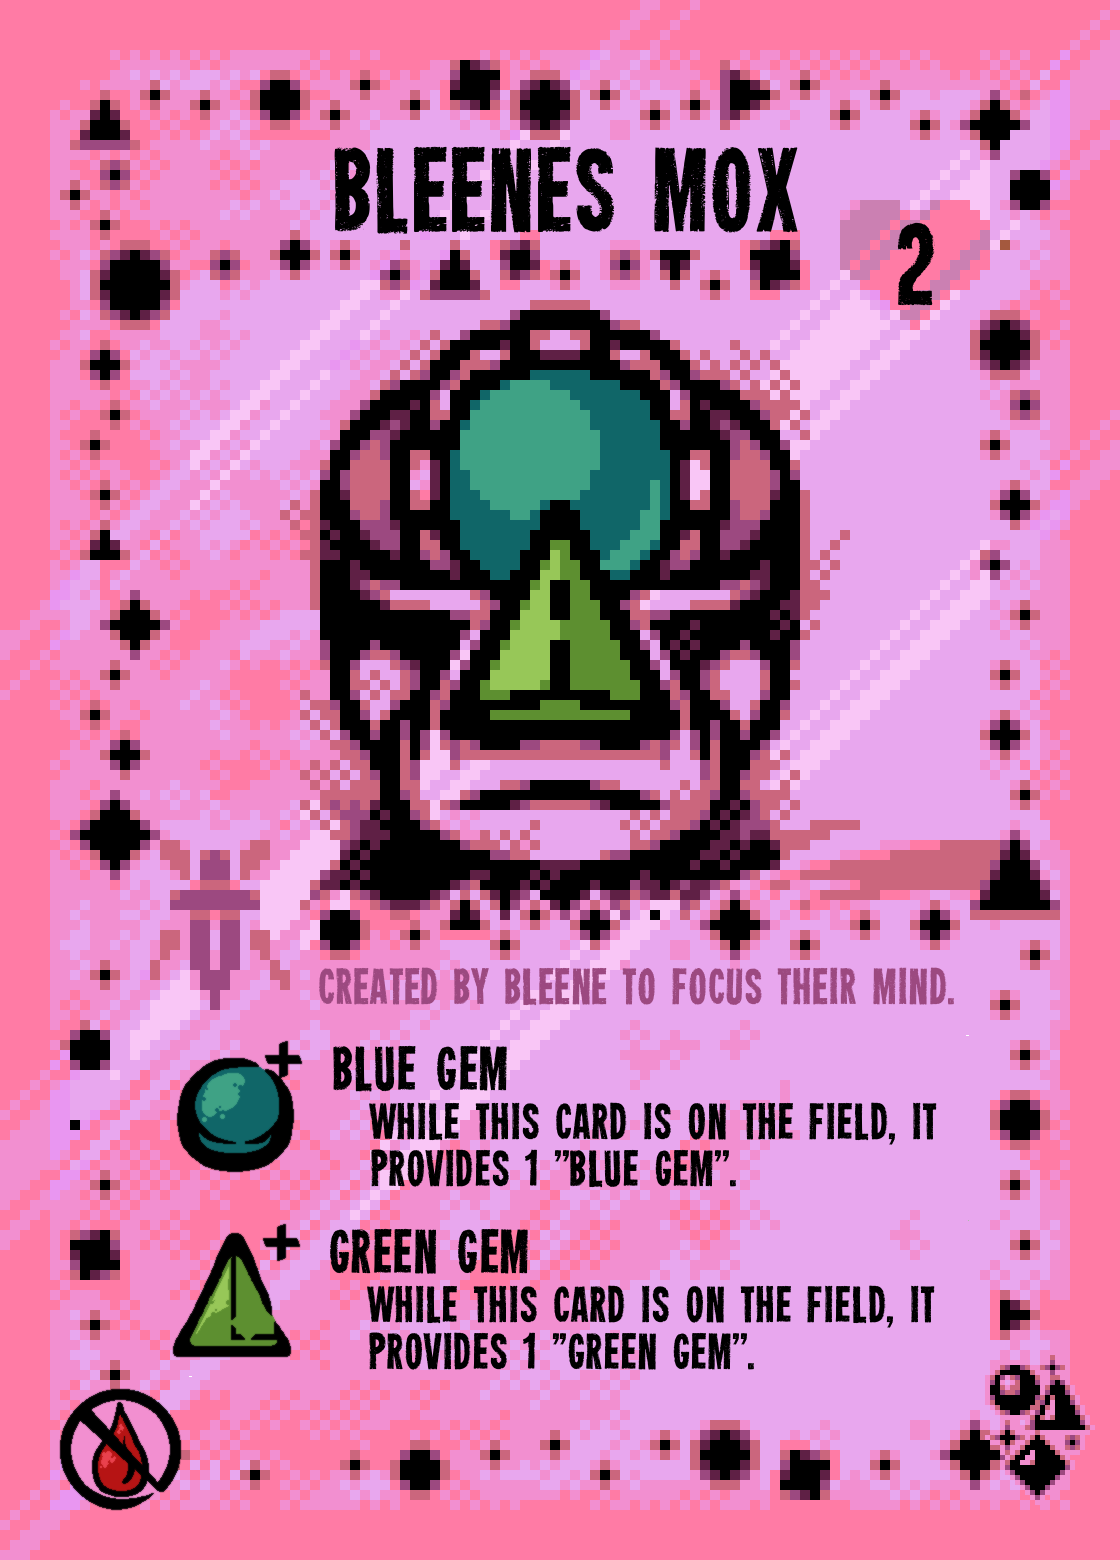 BLEENES MOX
2
CREATED BY BLEENE TO FOCUS THEIR MIND.
BLUE GEM
WHILE THIS CARD IS ON THE FIELD, IT
PROVIDES 1 "BLUE GEM".
GREEN GEM
WHILE THIS CARD IS ON THE FIELD, IT
PROVIDES 1 "GREEN GEM".